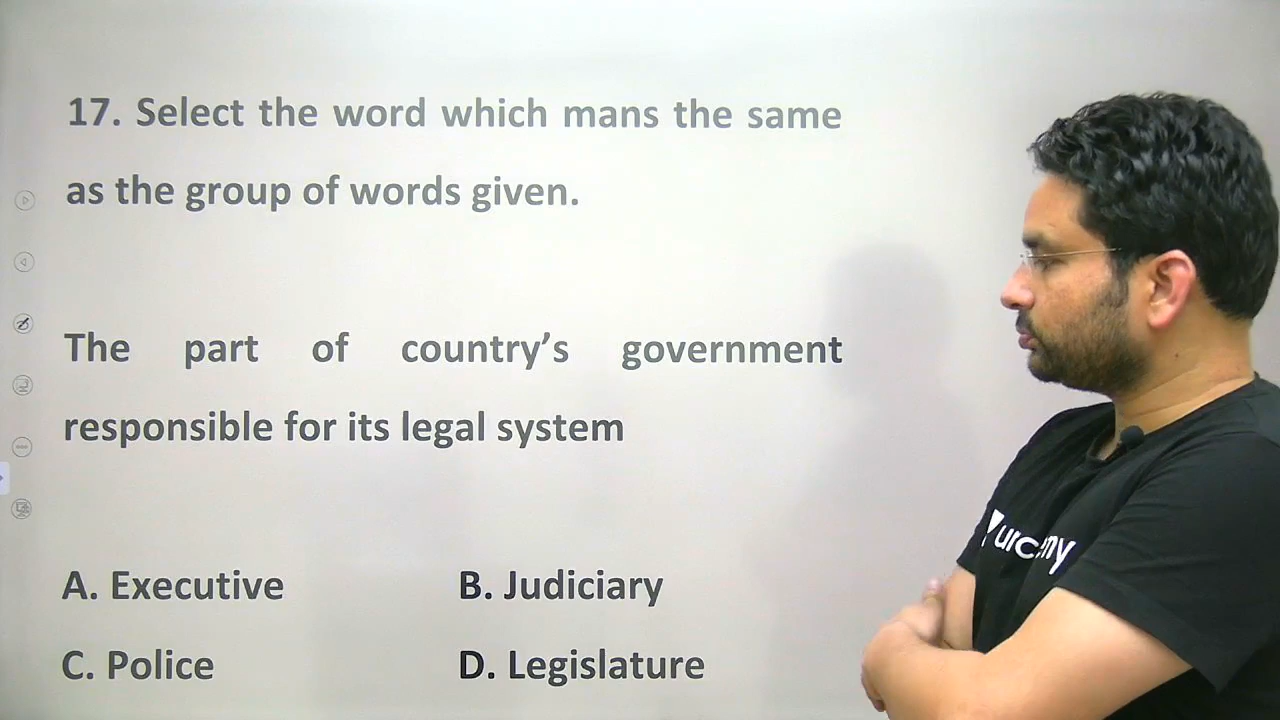 17. Select the word which mans the same
as the group of words given.
The part of country’s government
responsible for its legal system
A. Executive B. Judiciary
C. Police D. Legislature